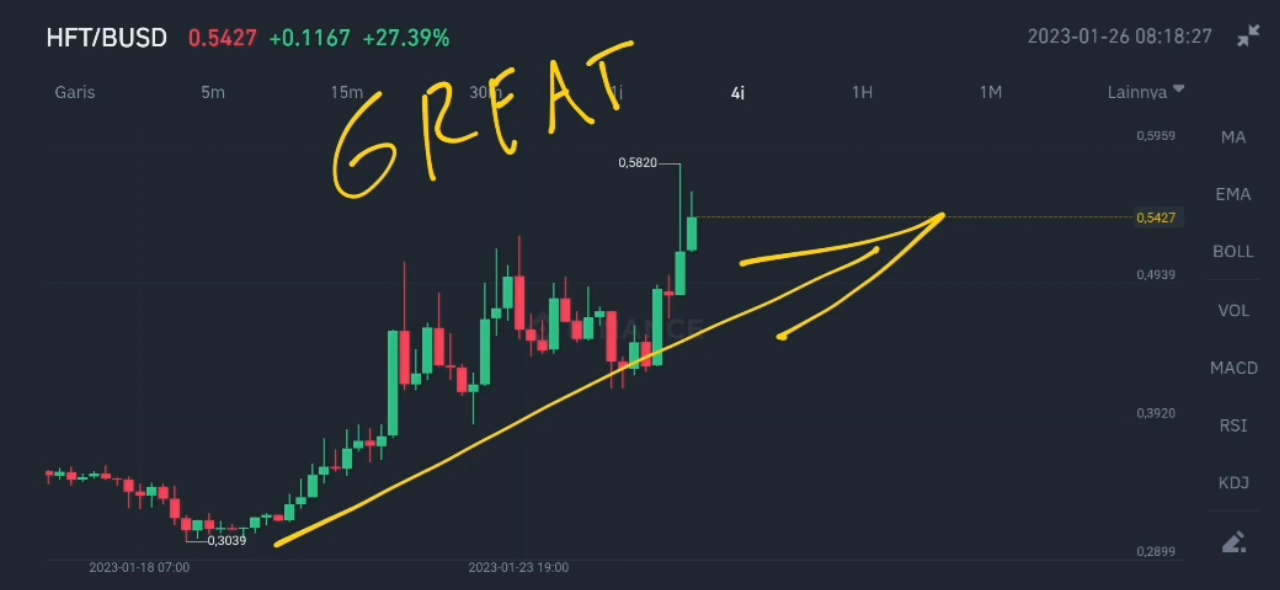 HFT/BUSD 0.5427 +0.1167 +27.39% 2023-01-26 08:18:27
GREAT
Garis 5m 15m 30m 1j 4j 1H 1M Lainnya
0,5959
MA
0,5820
EMA
0,5427
BOLL
0,4939
VOL
BINANCE
MACD
0,3920
RSI
KDJ
0,3039
0,2899
2023-01-18 07:00 2023-01-23 19:00